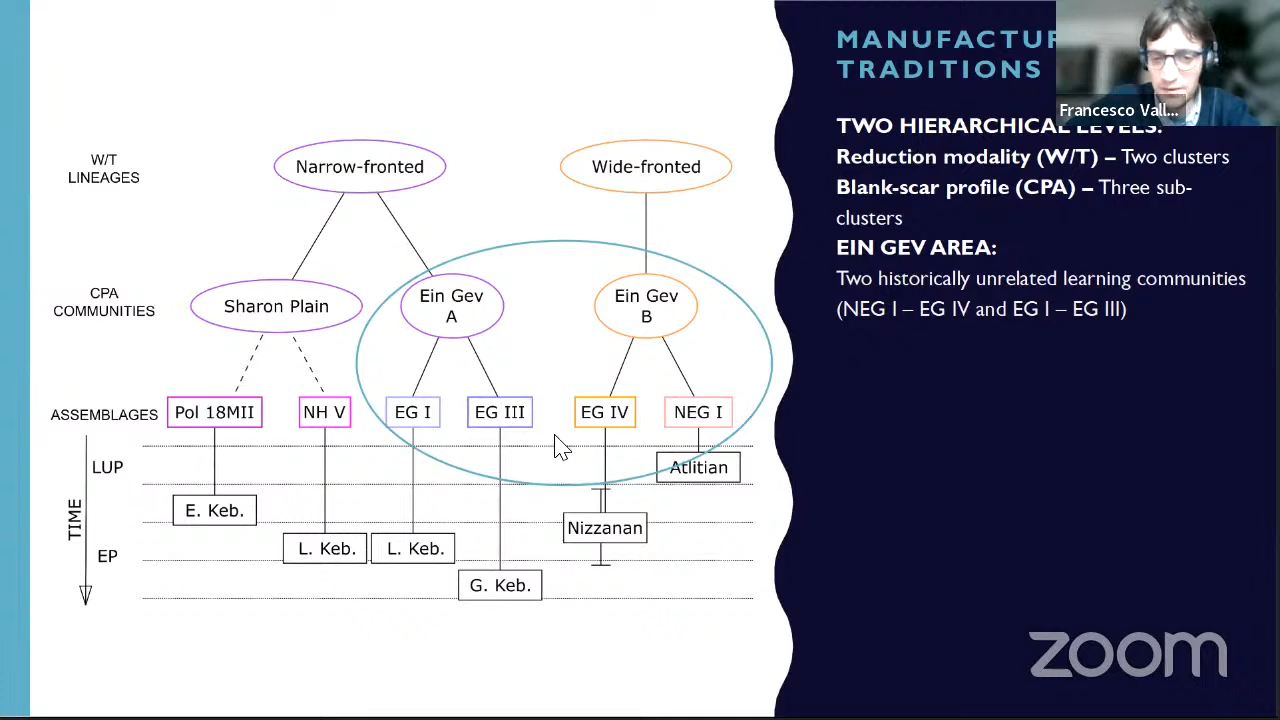 MANUFACTUR
TRADITIONS
Francesco Vall...
TWO HIERARCHICAL LEVELS:
Reduction modality (W/T) – Two clusters
Blank-scar profile (CPA) – Three sub-
clusters
EIN GEV AREA:
Two historically unrelated learning communities
(NEG I – EG IV and EG I – EG III)
W/T
LINEAGES
Narrow-fronted
Wide-fronted
CPA
COMMUNITIES
Sharon Plain
Ein Gev
A
Ein Gev
B
ASSEMBLAGES
Pol 18MII
NH V
EG I
EG III
EG IV
NEG I
LUP
Atlitian
TIME
E. Keb.
Nizzanan
EP
L. Keb.
L. Keb.
G. Keb.
zoom